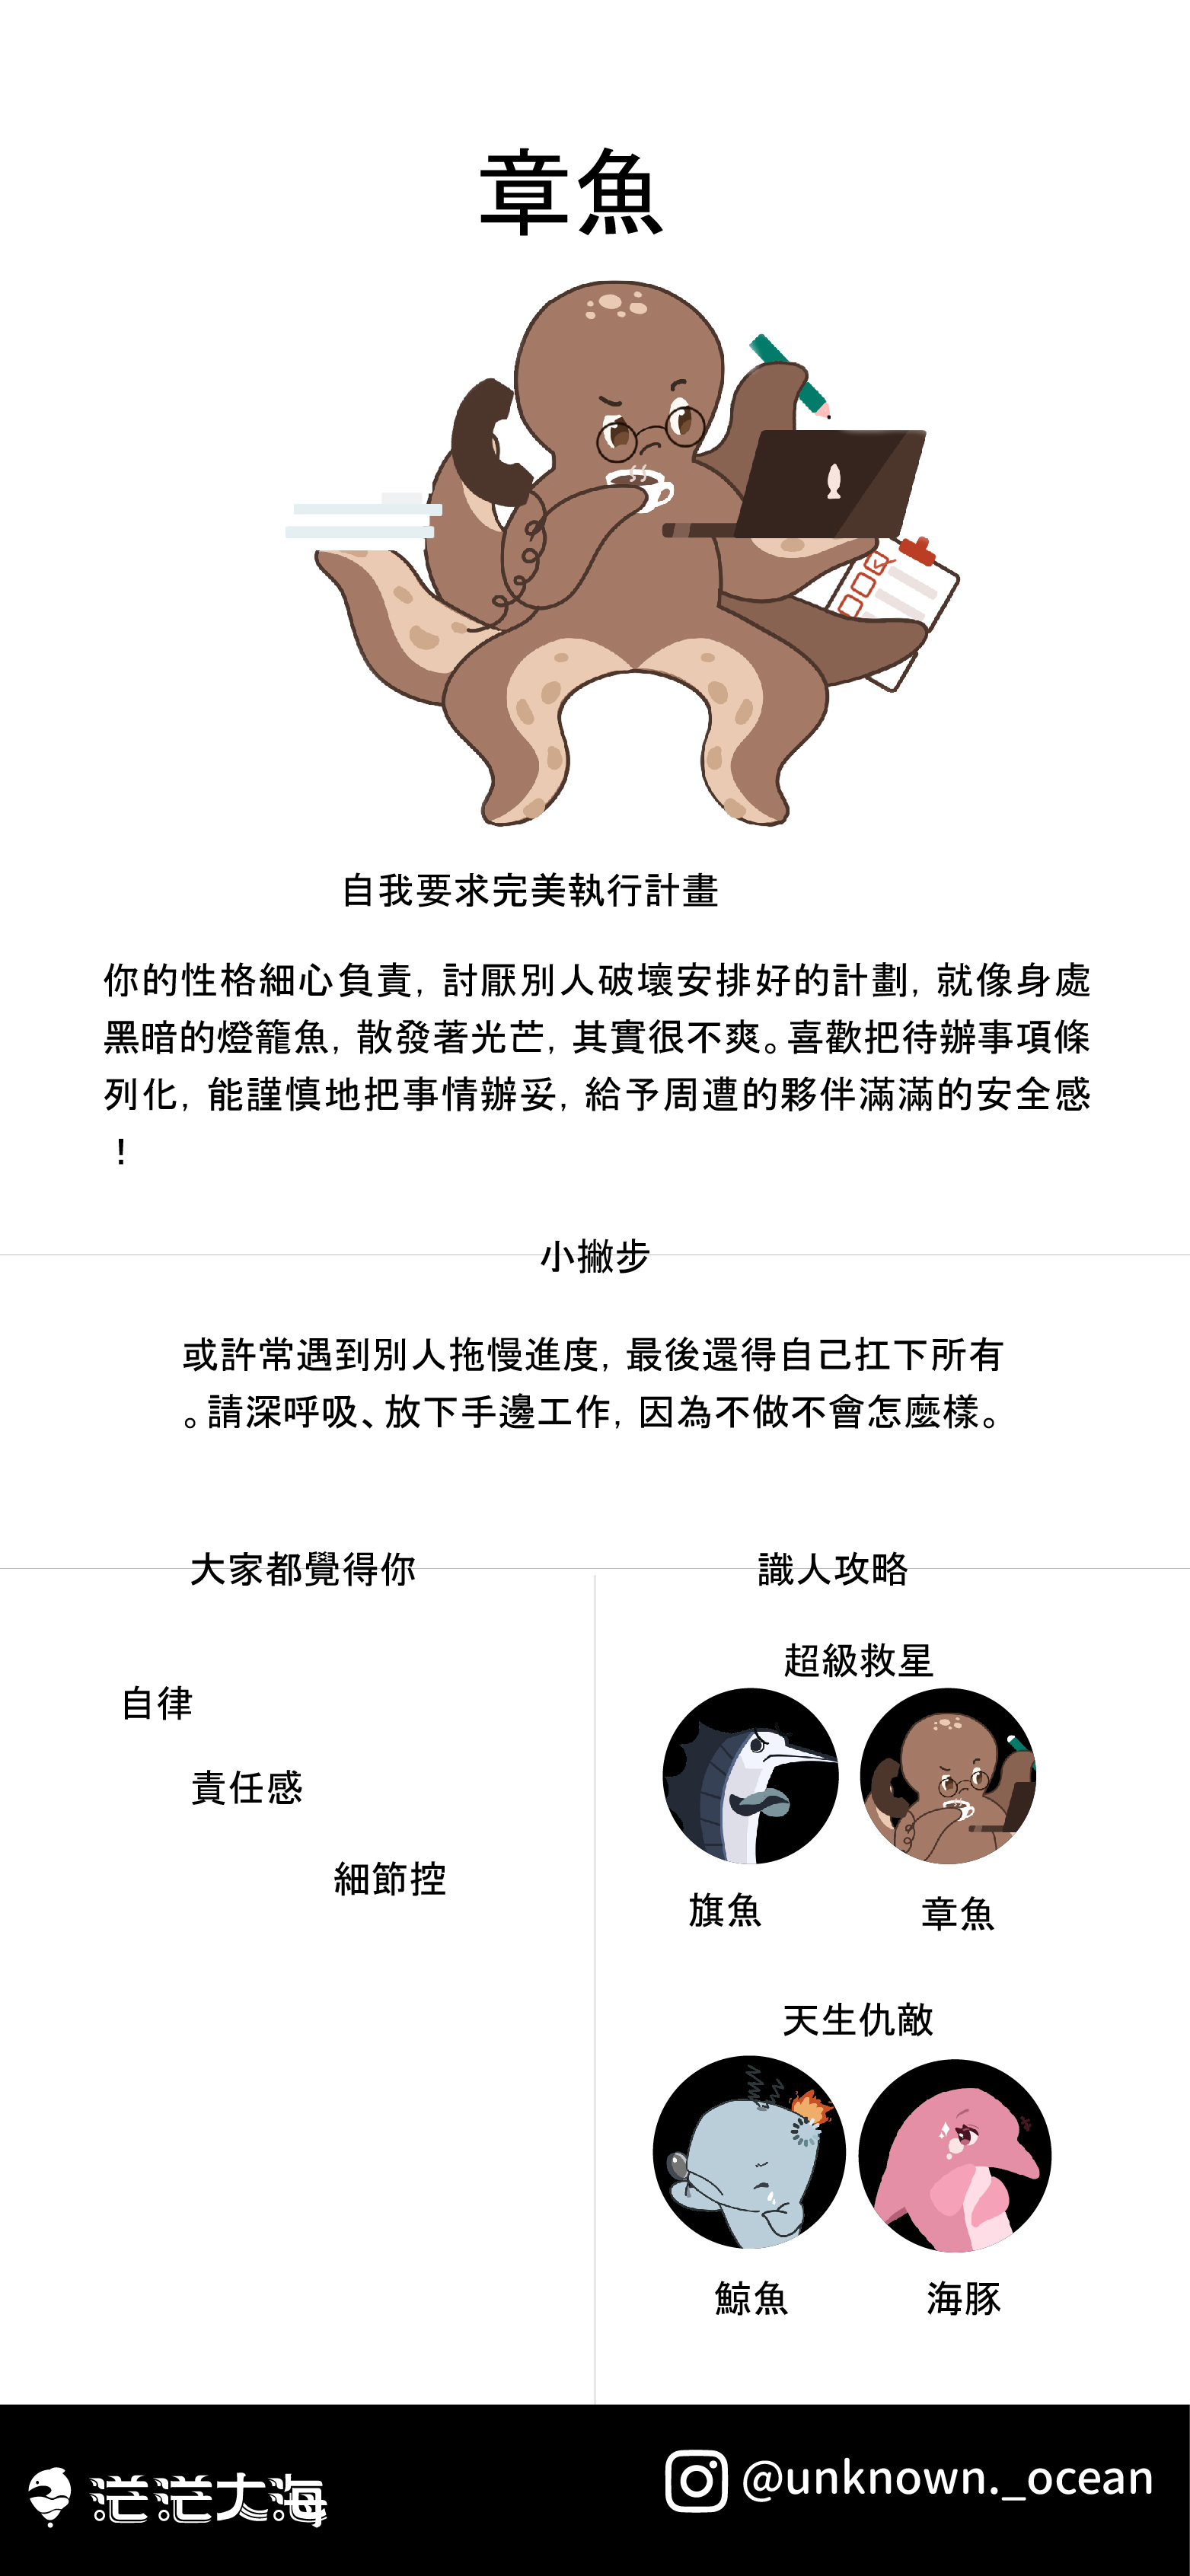 章魚
自我要求完美執行計畫
你的性格細心負責，討厭別人破壞安排好的計劃，就像身處
黑暗的燈籠魚，散發著光芒，其實很不爽。喜歡把待辦事項條
列化，能謹慎地把事情辦妥，給予周遭的夥伴滿滿的安全感
！
小撇步
或許常遇到別人拖慢進度，最後還得自己扛下所有
。請深呼吸、放下手邊工作，因為不做不會怎麼樣。
大家都覺得你
自律
責任感
細節控
識人攻略
超級救星
旗魚
章魚
天生仇敵
鯨魚
海豚
茫茫大海
@unknown._ocean